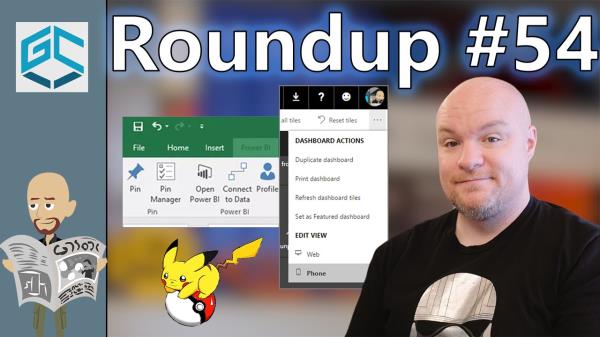 Roundup #54
GC
all tiles
Reset tiles
...
DASHBOARD ACTIONS
Duplicate dashboard
Print dashboard
Refresh dashboard tiles
Set as Featured dashboard
EDIT VIEW
Web
Phone
File Home Insert Power BI
Pin Pin Manager Open Power BI Connect to Data Profile
Pin Power BI